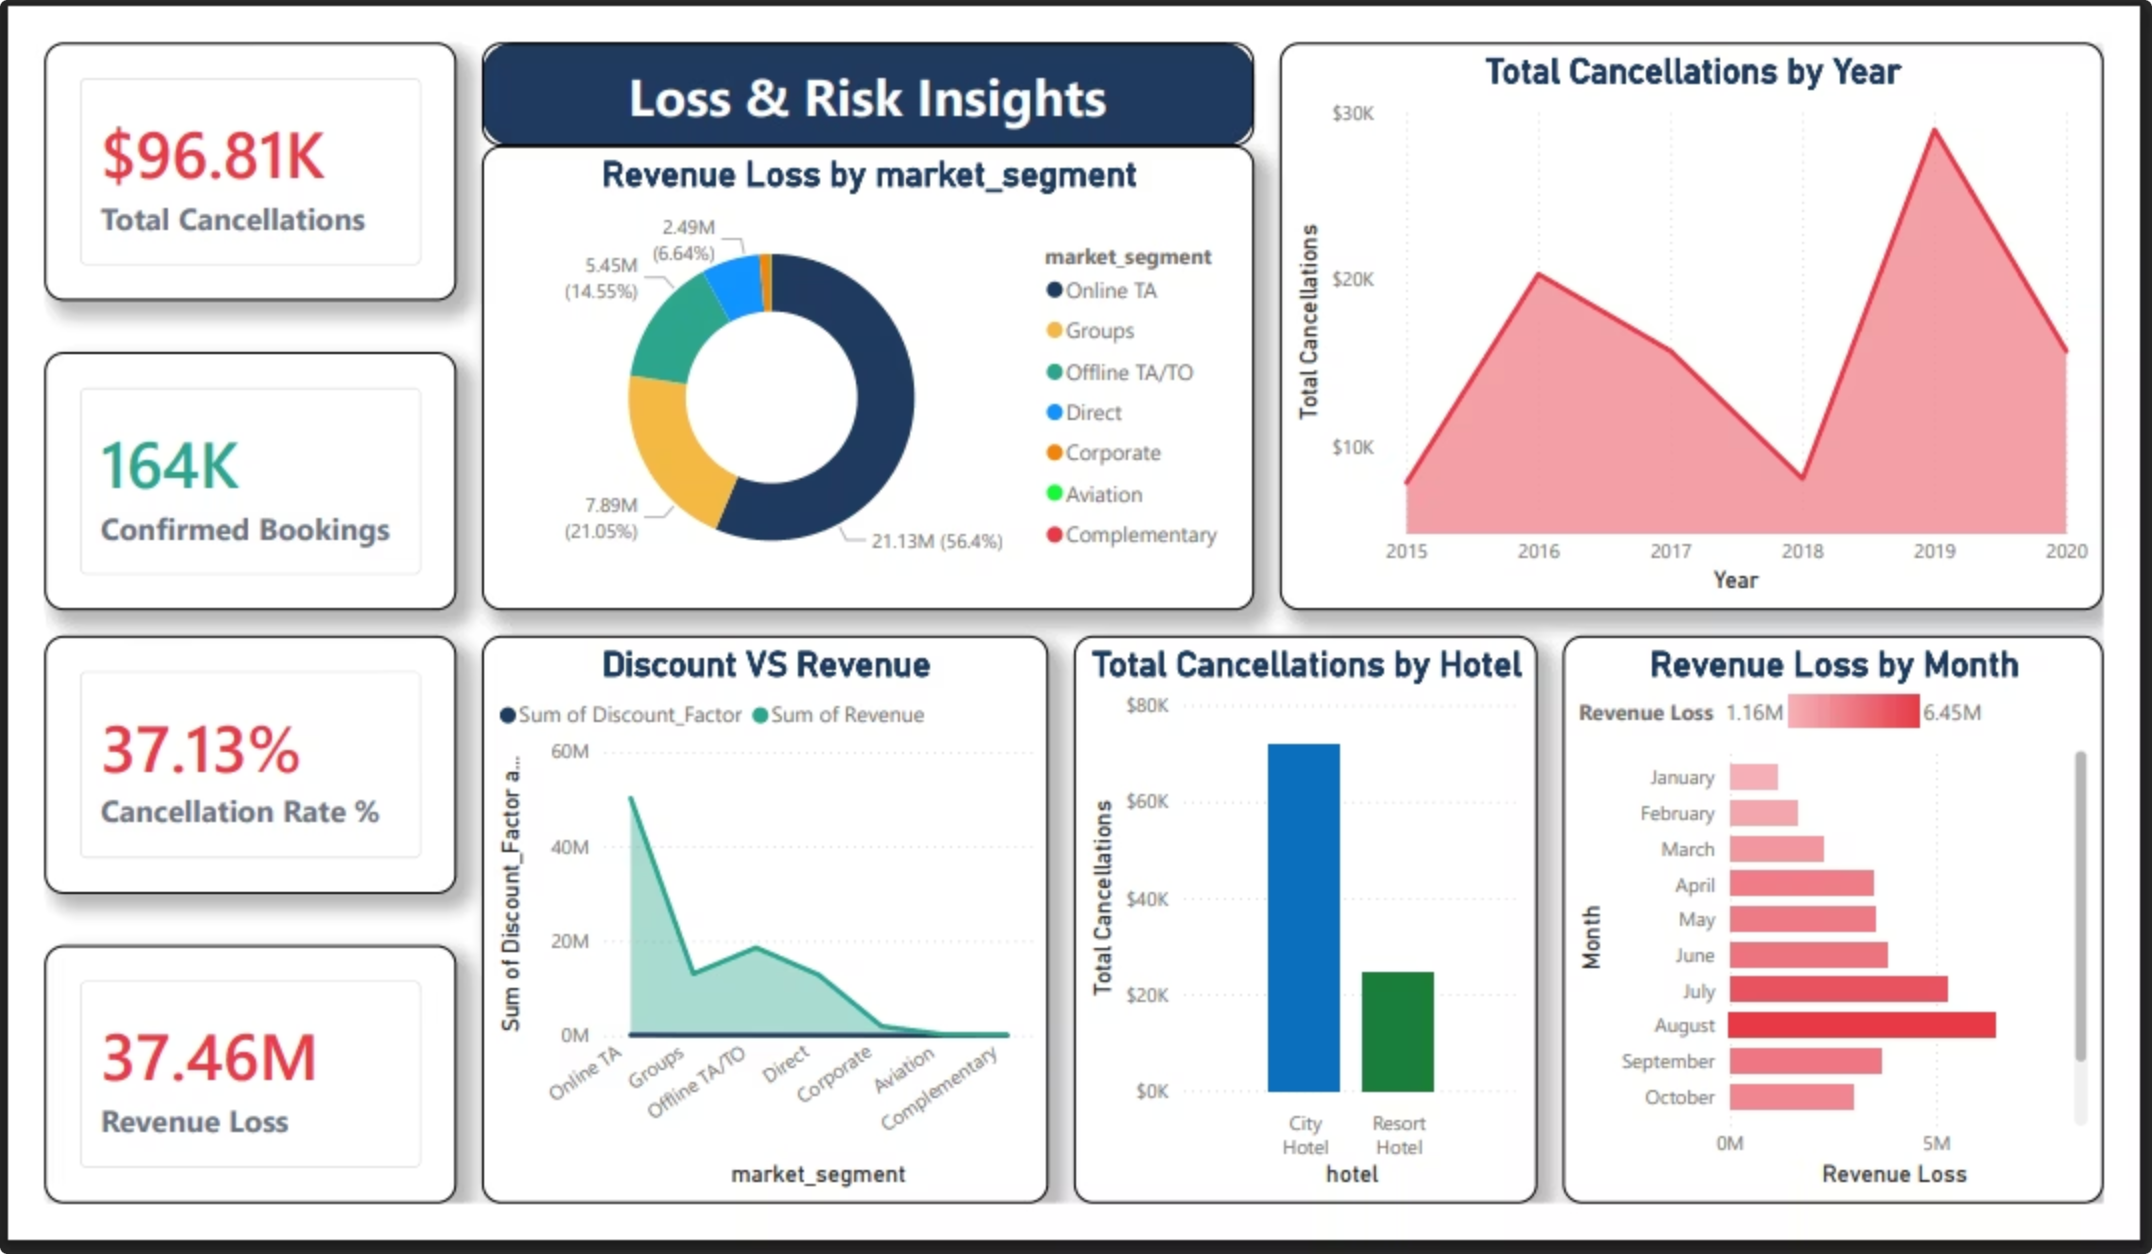 $96.81K
Total Cancellations
164K
Confirmed Bookings
37.13%
Cancellation Rate %
37.46M
Revenue Loss
Loss & Risk Insights
Revenue Loss by market_segment
2.49M
(6.64%)
5.45M
(14.55%)
7.89M
(21.05%)
21.13M (56.4%)
market_segment
Online TA
Groups
Offline TA/TO
Direct
Corporate
Aviation
Complementary
Total Cancellations by Year
Total Cancellations
$30K
$20K
$10K
2015 2016 2017 2018 2019 2020
Year
Discount VS Revenue
Sum of Discount_Factor Sum of Revenue
Sum of Discount_Factor a...
60M
40M
20M
0M
Online TA
Groups
Offline TA/TO
Direct
Corporate
Aviation
Complementary
market_segment
Total Cancellations by Hotel
Total Cancellations
$80K
$60K
$40K
$20K
$0K
City
Hotel
Resort
Hotel
hotel
Revenue Loss by Month
Revenue Loss 1.16M 6.45M
Month
January
February
March
April
May
June
July
August
September
October
0M 5M
Revenue Loss